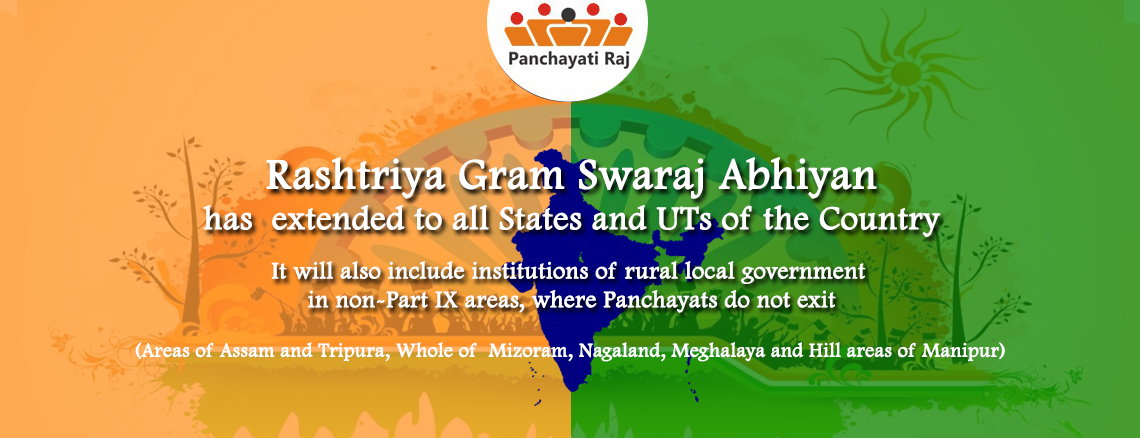 Panchayati Raj
Rashtriya Gram Swaraj Abhiyan
has extended to all States and UTs of the Country
It will also include institutions of rural local government
in non-Part IX areas, where Panchayats do not exit
(Areas of Assam and Tripura, Whole of Mizoram, Nagaland, Meghalaya and Hill areas of Manipur)